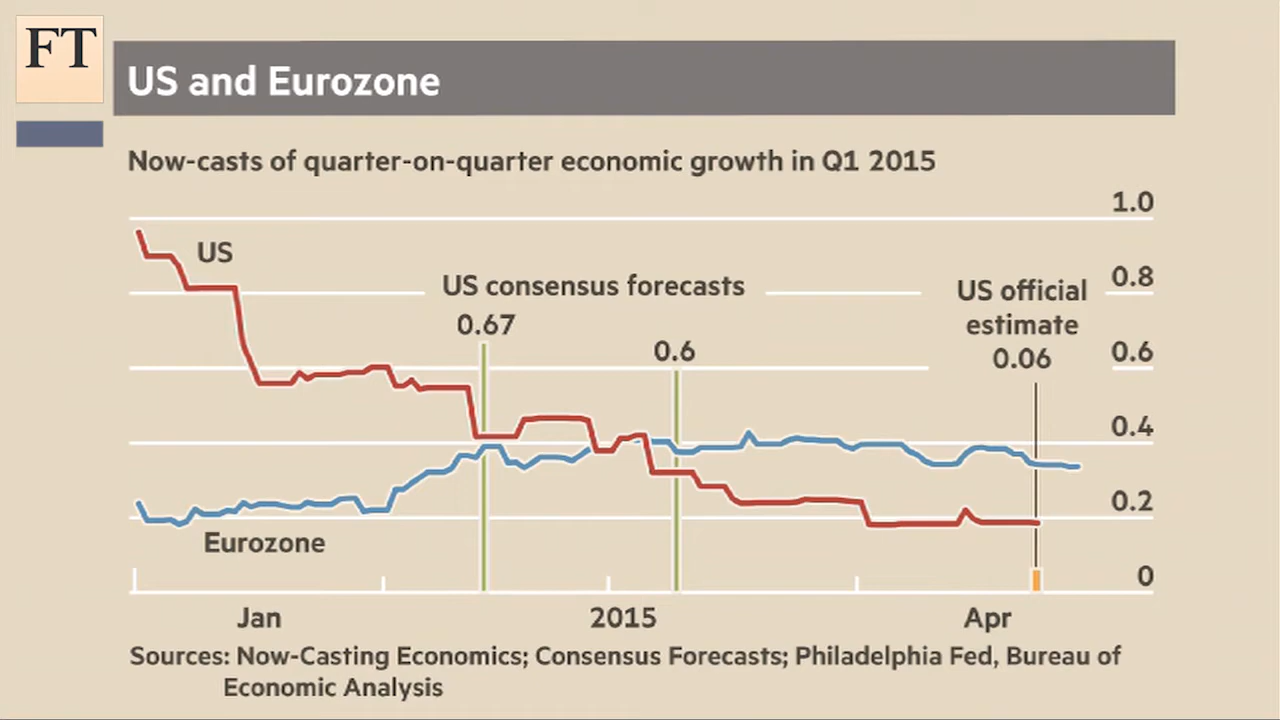 FT
US and Eurozone
Now-casts of quarter-on-quarter economic growth in Q1 2015
1.0
US
0.8
US consensus forecasts
US official
estimate
0.67
0.6
0.06
0.6
0.4
0.2
Eurozone
0
Jan
2015
Apr
Sources: Now-Casting Economics; Consensus Forecasts; Philadelphia Fed, Bureau of
Economic Analysis